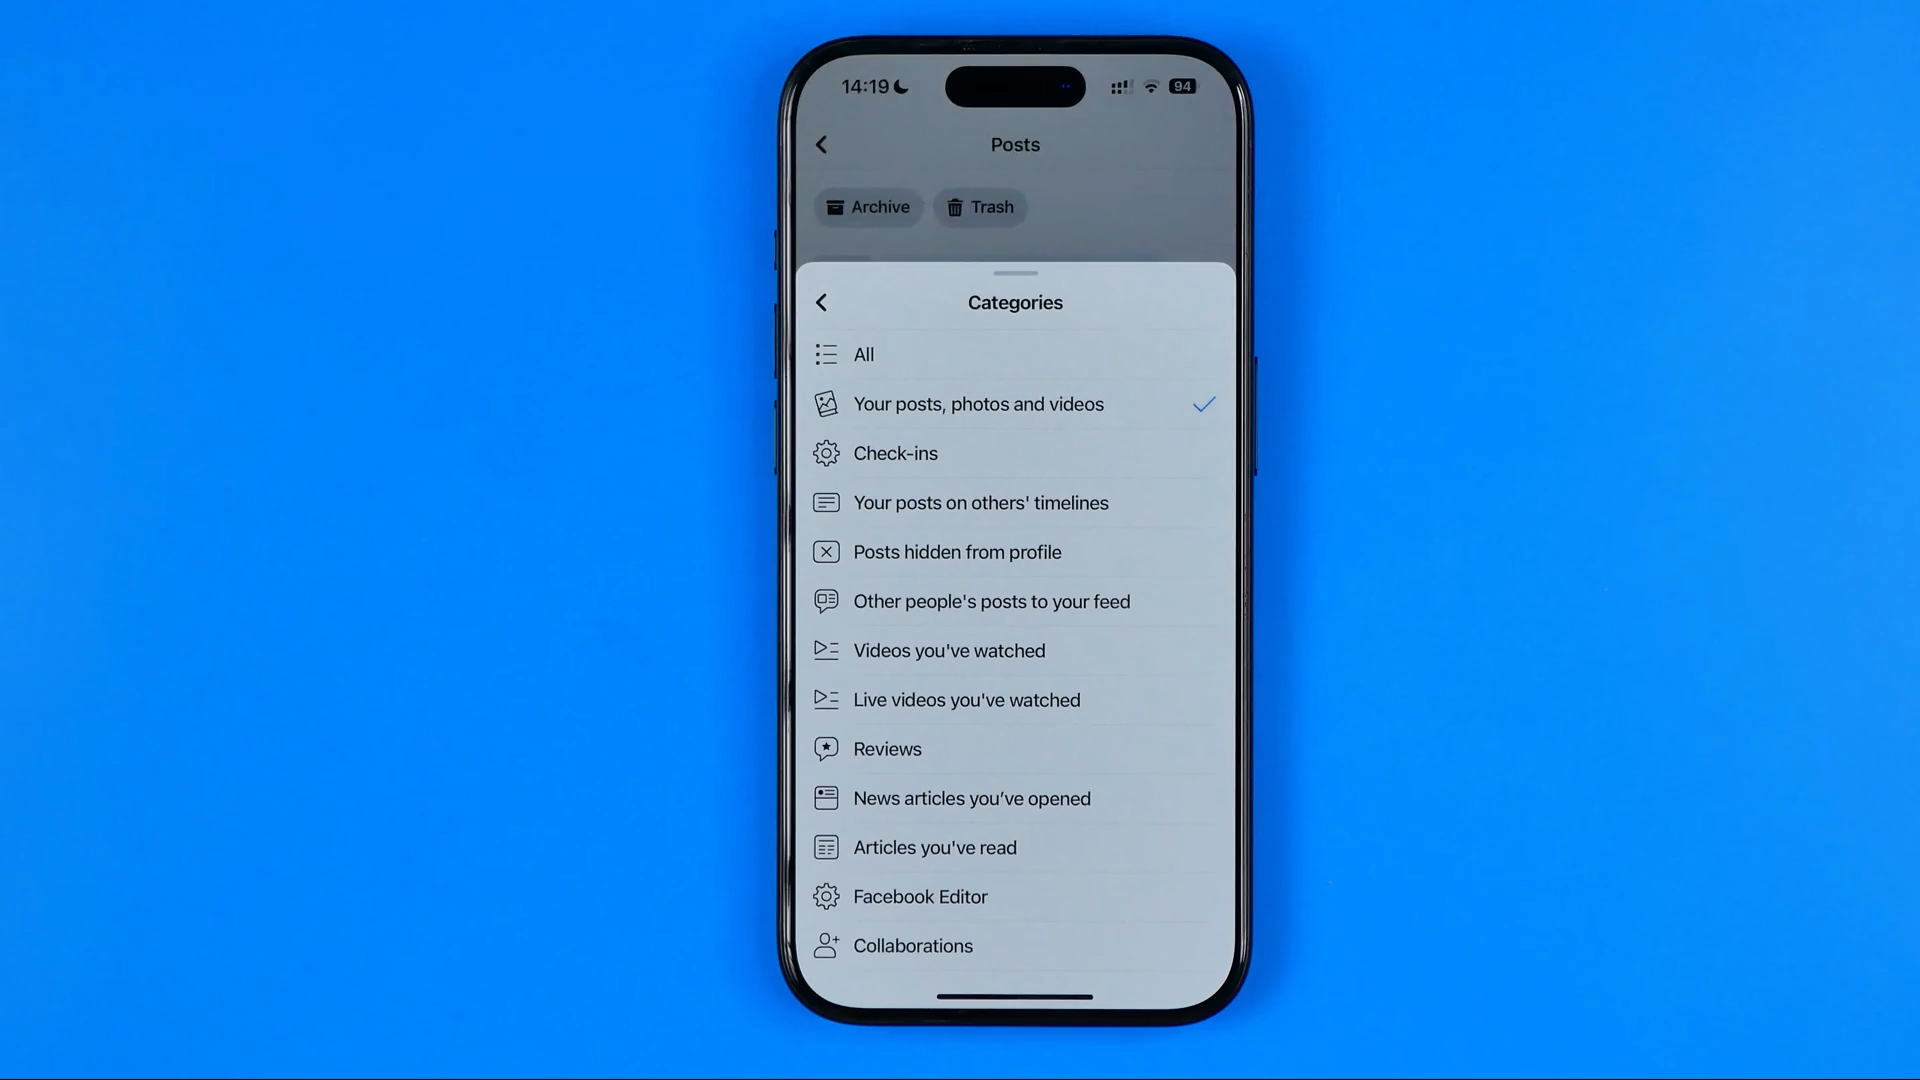 14:19
94
Posts
Archive
Trash
Categories
All
Your posts, photos and videos
Check-ins
Your posts on others' timelines
Posts hidden from profile
Other people's posts to your feed
Videos you've watched
Live videos you've watched
Reviews
News articles you’ve opened
Articles you've read
Facebook Editor
Collaborations